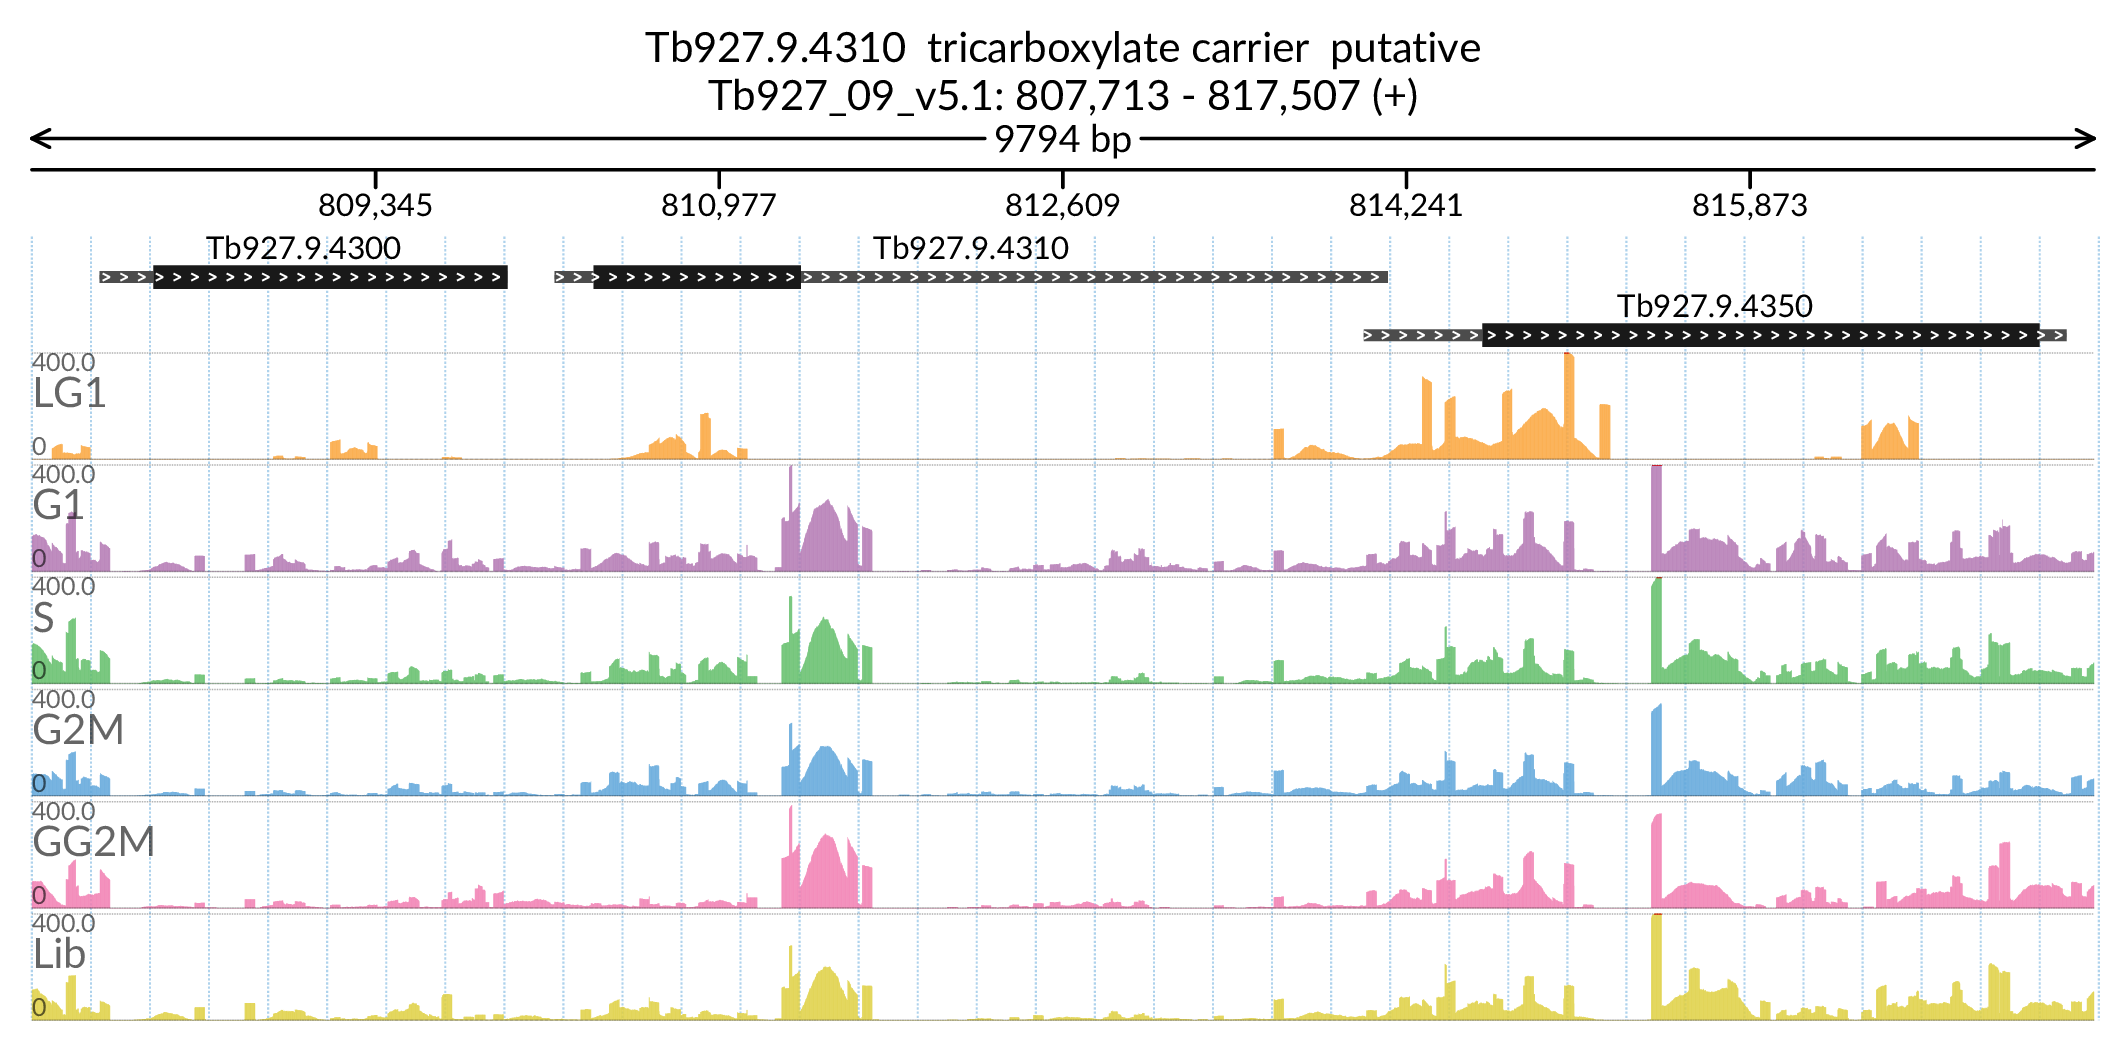 Tb927.9.4310 tricarboxylate carrier putative
Tb927_09_v5.1: 807,713 - 817,507 (+)
9794 bp
809,345 810,977 812,609 814,241 815,873
Tb927.9.4300 Tb927.9.4310
Tb927.9.4350
400.0
LG1
0
400.0
G1
0
400.0
S
0
400.0
G2M
0
400.0
GG2M
0
400.0
Lib
0